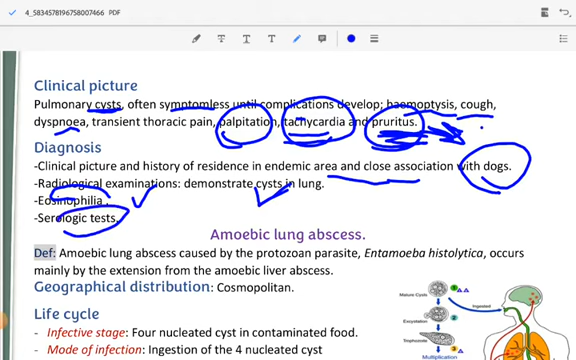 4_5834579196758007466 PDF
Clinical picture
Pulmonary cysts, often symptomless until complications develop; haemoptysis, cough,
dyspnoea, transient thoracic pain, palpitation, tachycardia and pruritus.
Diagnosis
-Clinical picture and history of residence in endemic area and close association with dogs.
-Radiological examinations: demonstrate cysts in lung.
-Eosinophilia.
-Serologic tests.
Amoebic lung abscess.
Def: Amoebic lung abscess caused by the protozoan parasite, Entamoeba histolytica, occurs
mainly by the extension from the amoebic liver abscess.
Geographical distribution: Cosmopolitan.
Life cycle
- Infective stage: Four nucleated cyst in contaminated food.
- Mode of infection: Ingestion of the 4 nucleated cyst
Mature Cysts
1
Ingested
Excystation
2
Trophozoite
3
Multiplication